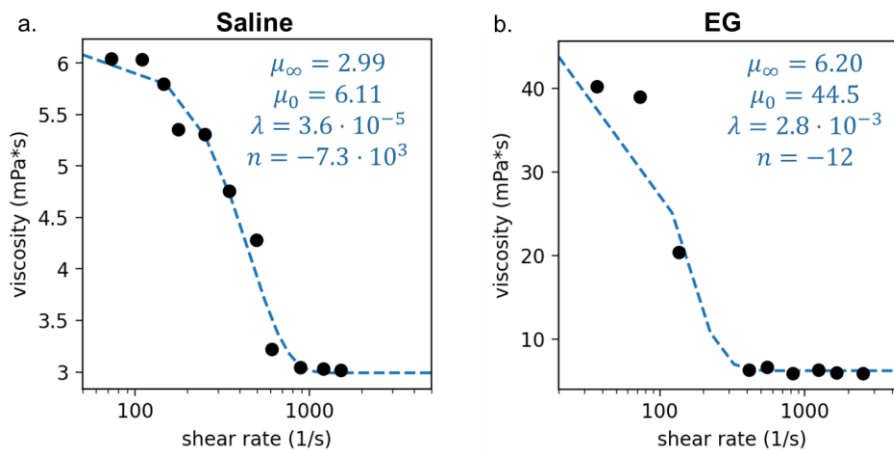 a.
Saline
6
5.5
5
4.5
4
3.5
3
viscosity (mPa*s)
μ∞ = 2.99
μ0 = 6.11
λ = 3.6 · 10⁻⁵
n = −7.3 · 10³
100
1000
shear rate (1/s)
b.
EG
40
30
20
10
viscosity (mPa*s)
μ∞ = 6.20
μ0 = 44.5
λ = 2.8 · 10⁻³
n = −12
100
1000
shear rate (1/s)